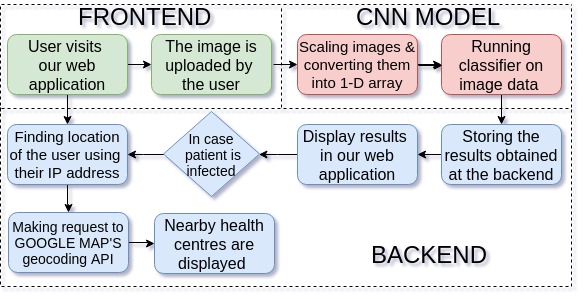 FRONTEND
CNN MODEL
User visits
our web
application
The image is
uploaded by
the user
Scaling images &
converting them
into 1-D array
Running
classifier on
image data
Finding location
of the user using
their IP address
In case
patient is
infected
Display results
in our web
application
Storing the
results obtained
at the backend
Making request to
GOOGLE MAP'S
geocoding API
Nearby health
centres are
displayed
BACKEND